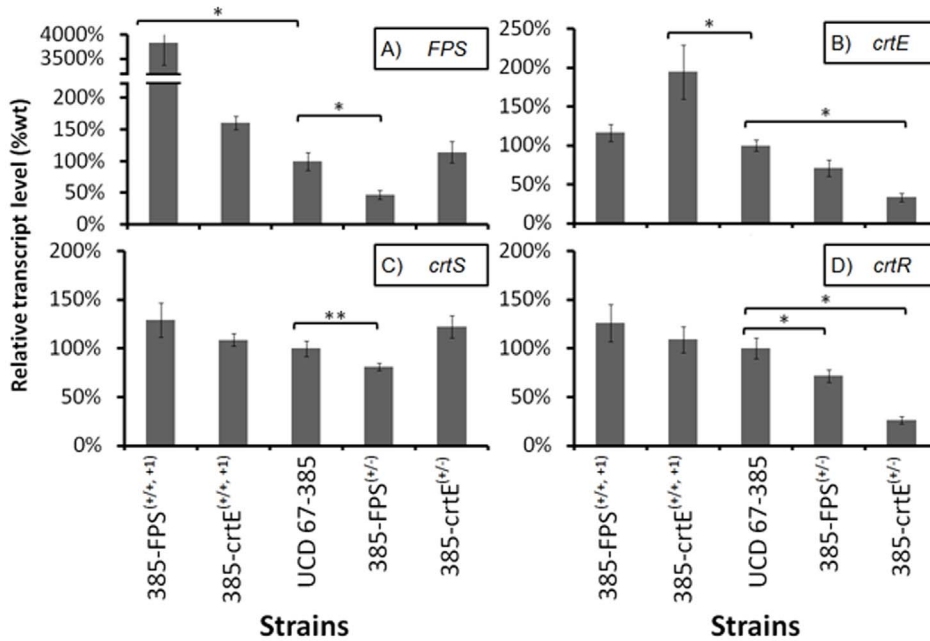 Relative transcript level (%wt)
4000%
3500%
200%
150%
100%
50%
0%
*
*
A) FPS
250%
200%
150%
100%
50%
0%
*
*
B) crtE
200%
150%
100%
50%
0%
**
C) crtS
200%
150%
100%
50%
0%
*
*
D) crtR
385-FPS(+/+, +1)
385-crtE(+/+, +1)
UCD 67-385
385-FPS(+/-)
385-crtE(+/-)
Strains
385-FPS(+/+, +1)
385-crtE(+/+, +1)
UCD 67-385
385-FPS(+/-)
385-crtE(+/-)
Strains